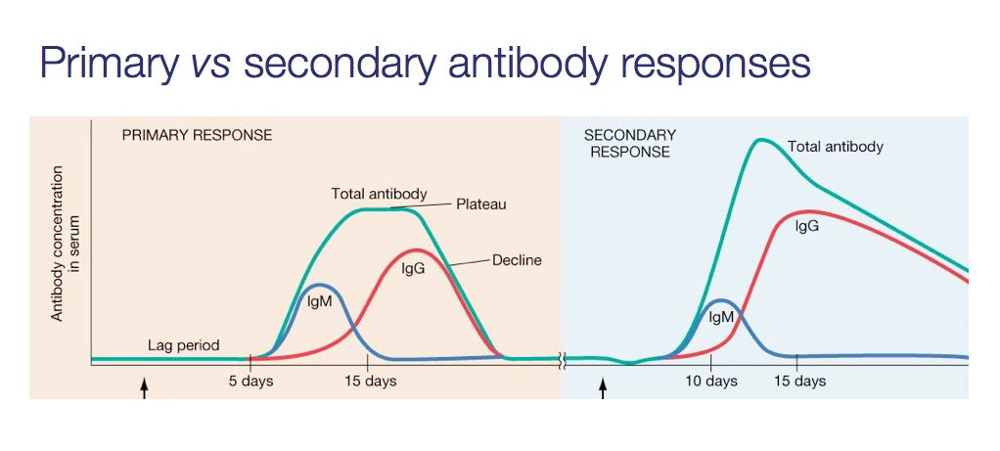 Primary vs secondary antibody responses
PRIMARY RESPONSE
Antibody concentration
in serum
Total antibody
Plateau
Decline
IgG
IgM
Lag period
5 days
15 days
SECONDARY
RESPONSE
Total antibody
IgG
IgM
10 days
15 days